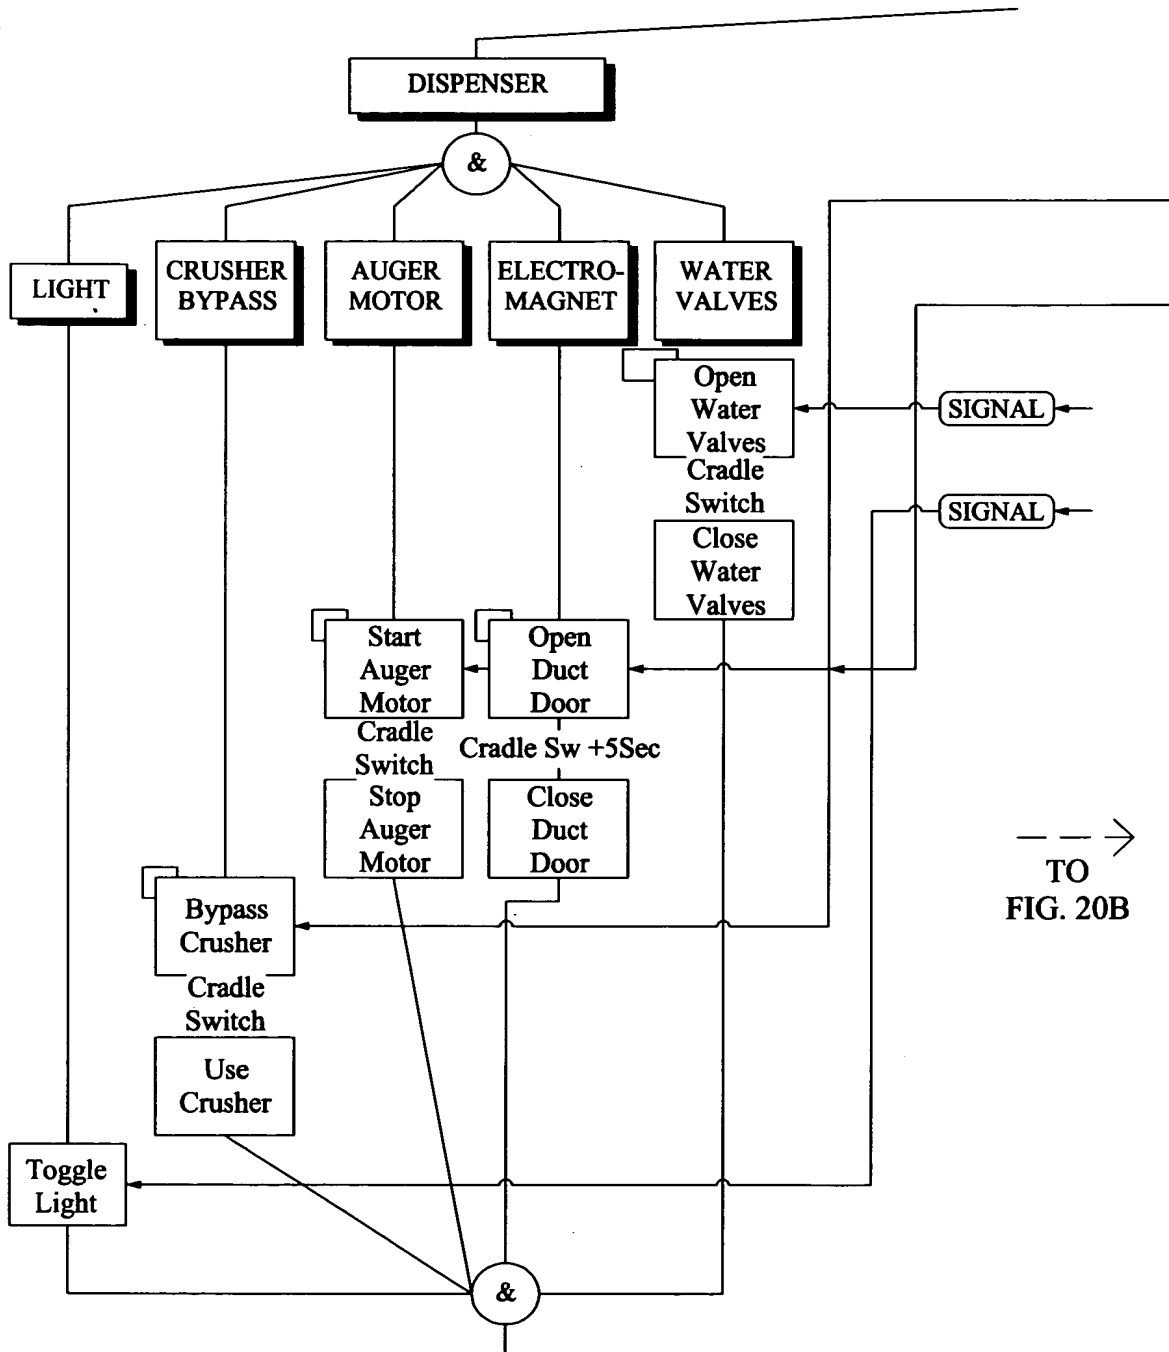 DISPENSER
&
LIGHT
CRUSHER
BYPASS
AUGER
MOTOR
ELECTRO-
MAGNET
WATER
VALVES
Open
Water
Valves
SIGNAL
Cradle
Switch
SIGNAL
Close
Water
Valves
Start
Auger
Motor
Open
Duct
Door
Cradle
Switch
Cradle Sw +5Sec
Stop
Auger
Motor
Close
Duct
Door
TO
FIG. 20B
Bypass
Crusher
Cradle
Switch
Use
Crusher
Toggle
Light
&